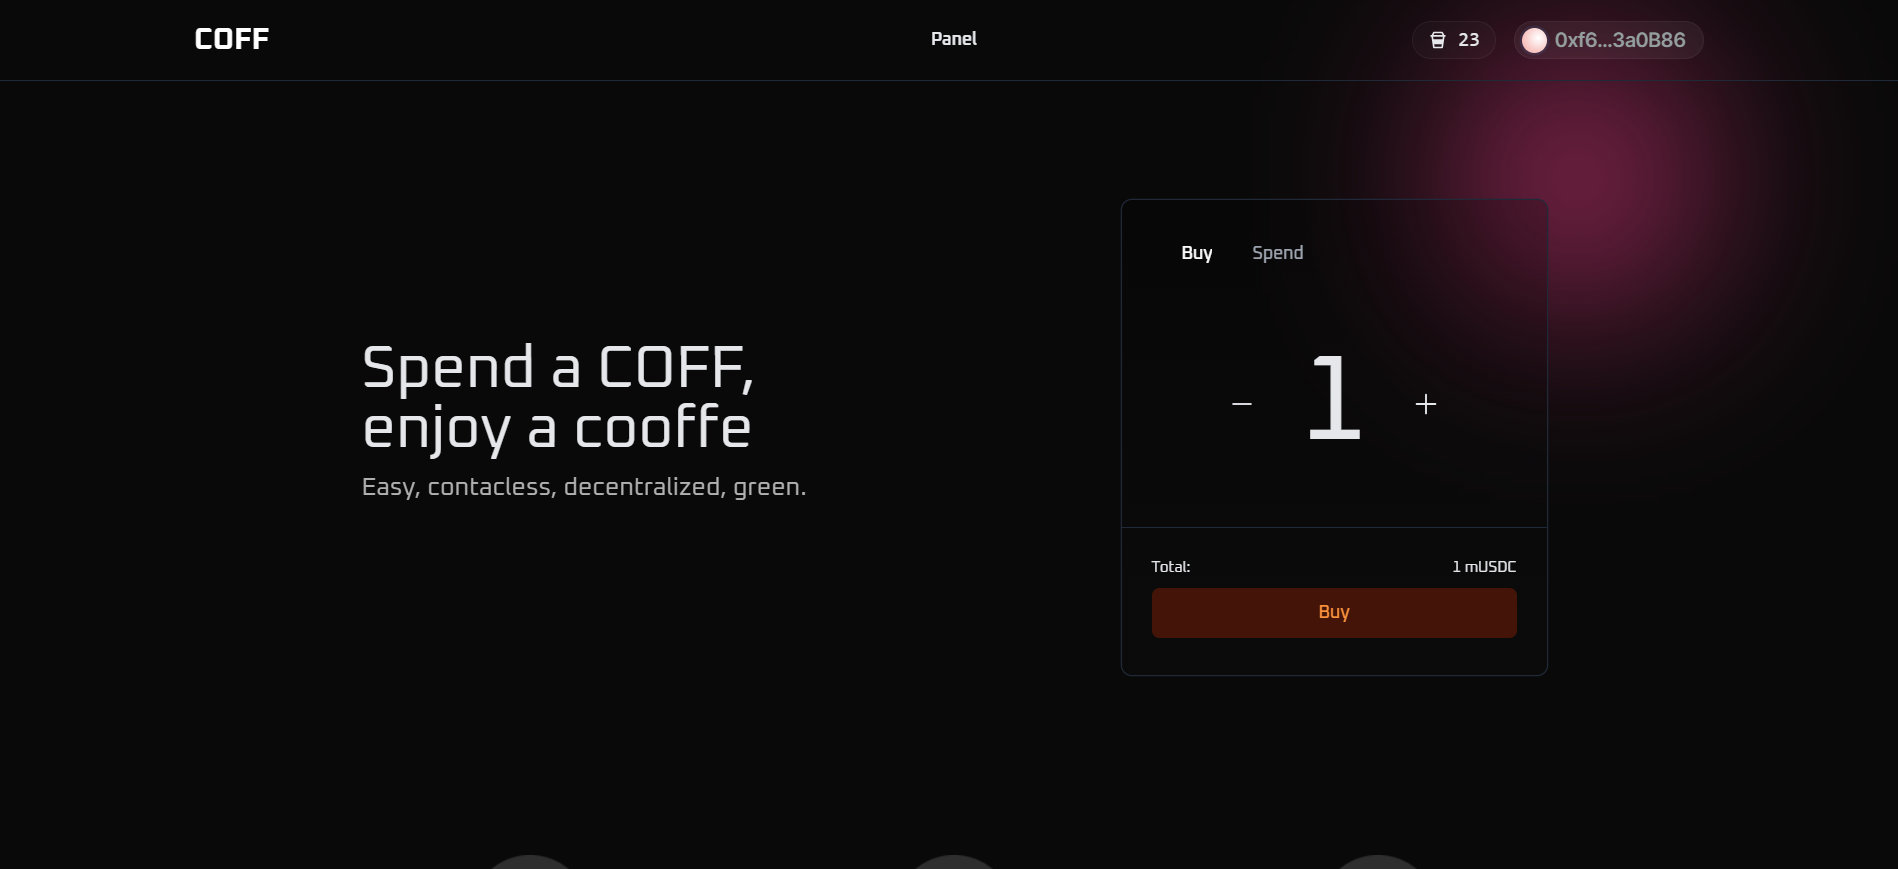 COFF
Panel
23
0xf6...3a0B86
Buy
Spend
Spend a COFF,
enjoy a cooffe
Easy, contacless, decentralized, green.
1
Total:
1 mUSDC
Buy